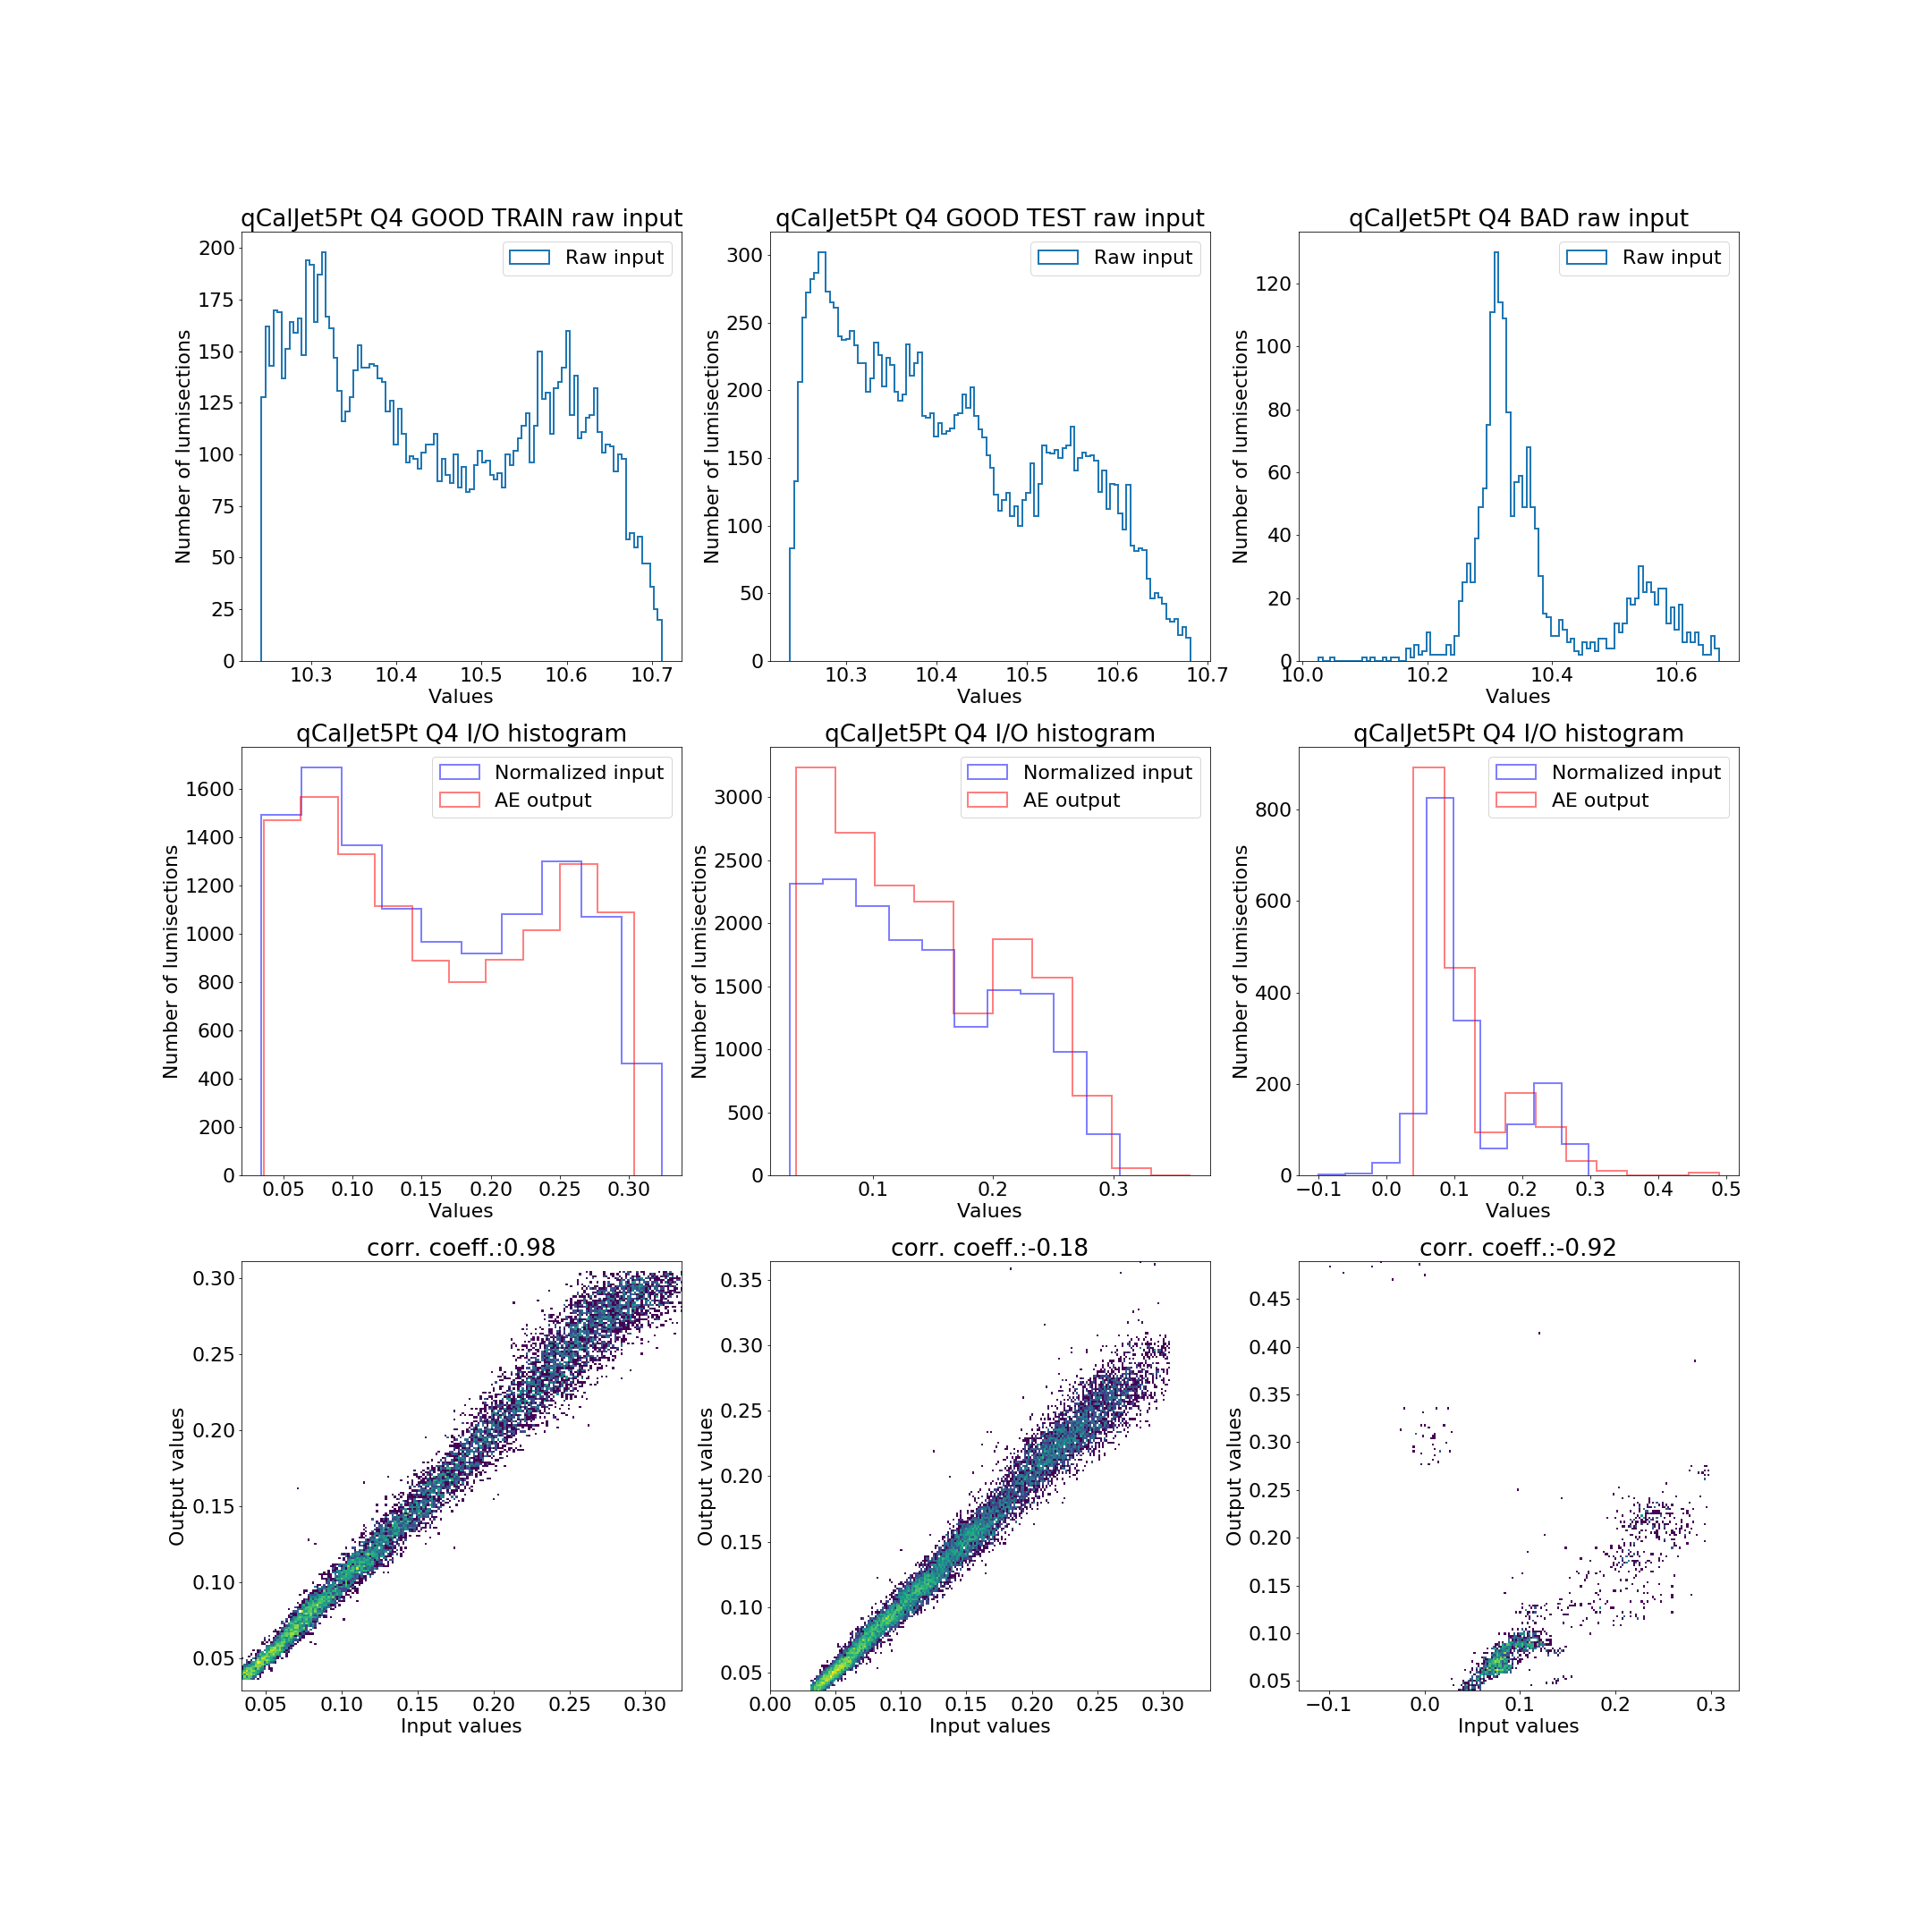 qCalJet5Pt Q4 GOOD TRAIN raw input
Raw input
Number of lumisections
200
175
150
125
100
75
50
25
0
10.3 10.4 10.5 10.6 10.7
Values
qCalJet5Pt Q4 GOOD TEST raw input
Raw input
Number of lumisections
300
250
200
150
100
50
0
10.3 10.4 10.5 10.6 10.7
Values
qCalJet5Pt Q4 BAD raw input
Raw input
Number of lumisections
120
100
80
60
40
20
0
10.0 10.2 10.4 10.6
Values
qCalJet5Pt Q4 I/O histogram
Normalized input
AE output
Number of lumisections
1600
1400
1200
1000
800
600
400
200
0
0.05 0.10 0.15 0.20 0.25 0.30
Values
qCalJet5Pt Q4 I/O histogram
Normalized input
AE output
Number of lumisections
3000
2500
2000
1500
1000
500
0
0.1 0.2 0.3
Values
qCalJet5Pt Q4 I/O histogram
Normalized input
AE output
Number of lumisections
800
600
400
200
0
−0.1 0.0 0.1 0.2 0.3 0.4 0.5
Values
corr. coeff.:0.98
Output values
0.30
0.25
0.20
0.15
0.10
0.05
0.05 0.10 0.15 0.20 0.25 0.30
Input values
corr. coeff.:-0.18
Output values
0.35
0.30
0.25
0.20
0.15
0.10
0.05
0.00 0.05 0.10 0.15 0.20 0.25 0.30
Input values
corr. coeff.:-0.92
Output values
0.45
0.40
0.35
0.30
0.25
0.20
0.15
0.10
0.05
−0.1 0.0 0.1 0.2 0.3
Input values